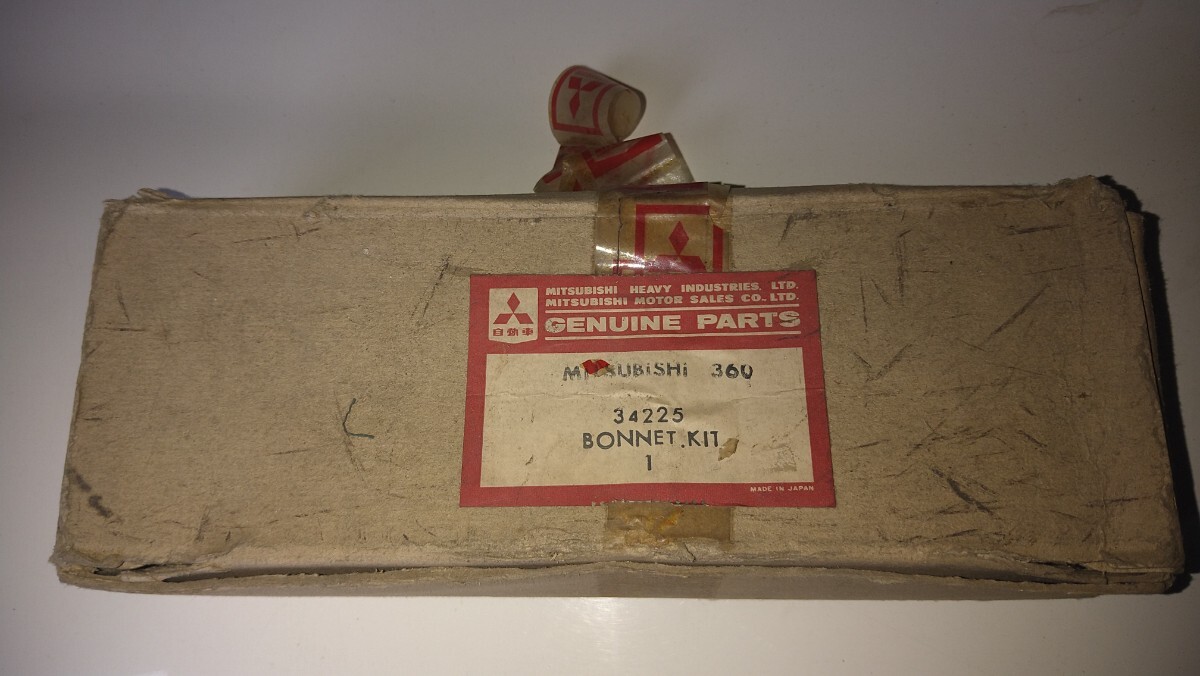 MITSUBISHI HEAVY INDUSTRIES, LTD.
MITSUBISHI MOTOR SALES CO., LTD.
自動車
GENUINE PARTS
MITSUBISHI 360
34225
BONNET. KIT
1
MADE IN JAPAN